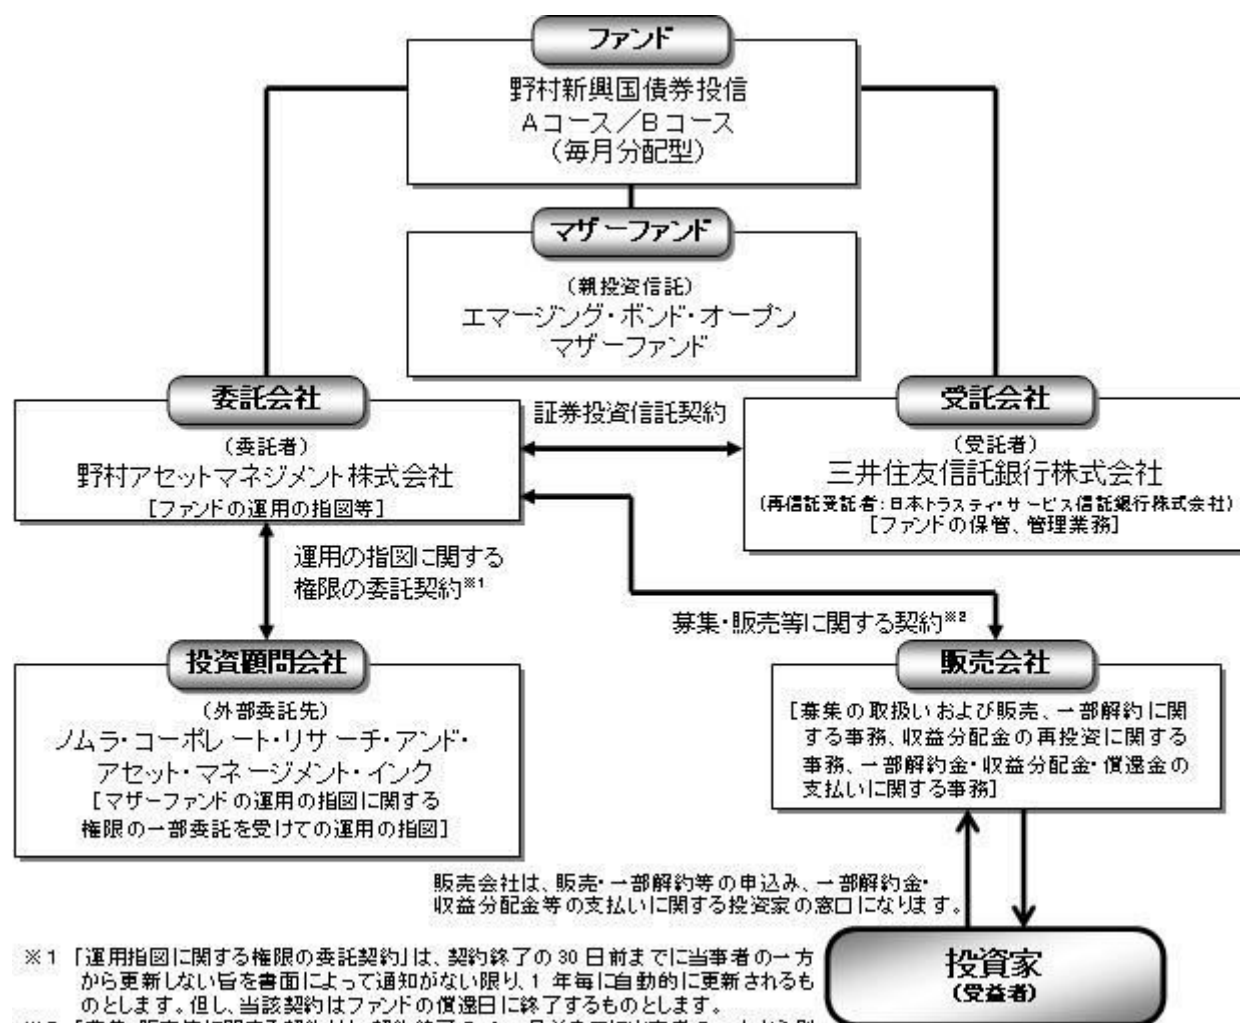 ファンド
野村新興国債券投信
Aコース／Bコース
（毎月分配型）
マザーファンド
（親投資信託）
エマージング・ボンド・オープン
マザーファンド
委託会社
（委託者）
野村アセットマネジメント株式会社
［ファンドの運用の指図等］
証券投資信託契約
受託会社
（受託者）
三井住友信託銀行株式会社
（再信託受託者：日本トラスティ・サービス信託銀行株式会社）
［ファンドの保管、管理業務］
運用の指図に関する
権限の委託契約※1
募集・販売等に関する契約※2
投資顧問会社
（外部委託先）
ノムラ・コーポレート・リサーチ・アンド・
アセット・マネージメント・インク
［マザーファンドの運用の指図に関する
権限の一部委託を受けての運用の指図］
販売会社
［募集の取扱いおよび販売、一部解約に関
する事務、収益分配金の再投資に関する
事務、一部解約金・収益分配金・償還金の
支払いに関する事務］
販売会社は、販売・一部解約等の申込み、一部解約金・
収益分配金等の支払いに関する投資家の窓口になります。
投資家
（受益者）
※1 「運用指図に関する権限の委託契約」は、契約終了の30日前までに当事者の一方
から更新しない旨を書面によって通知がない限り、1 年毎に自動的に更新されるも
のとします。但し、当該契約はファンドの償還日に終了するものとします。